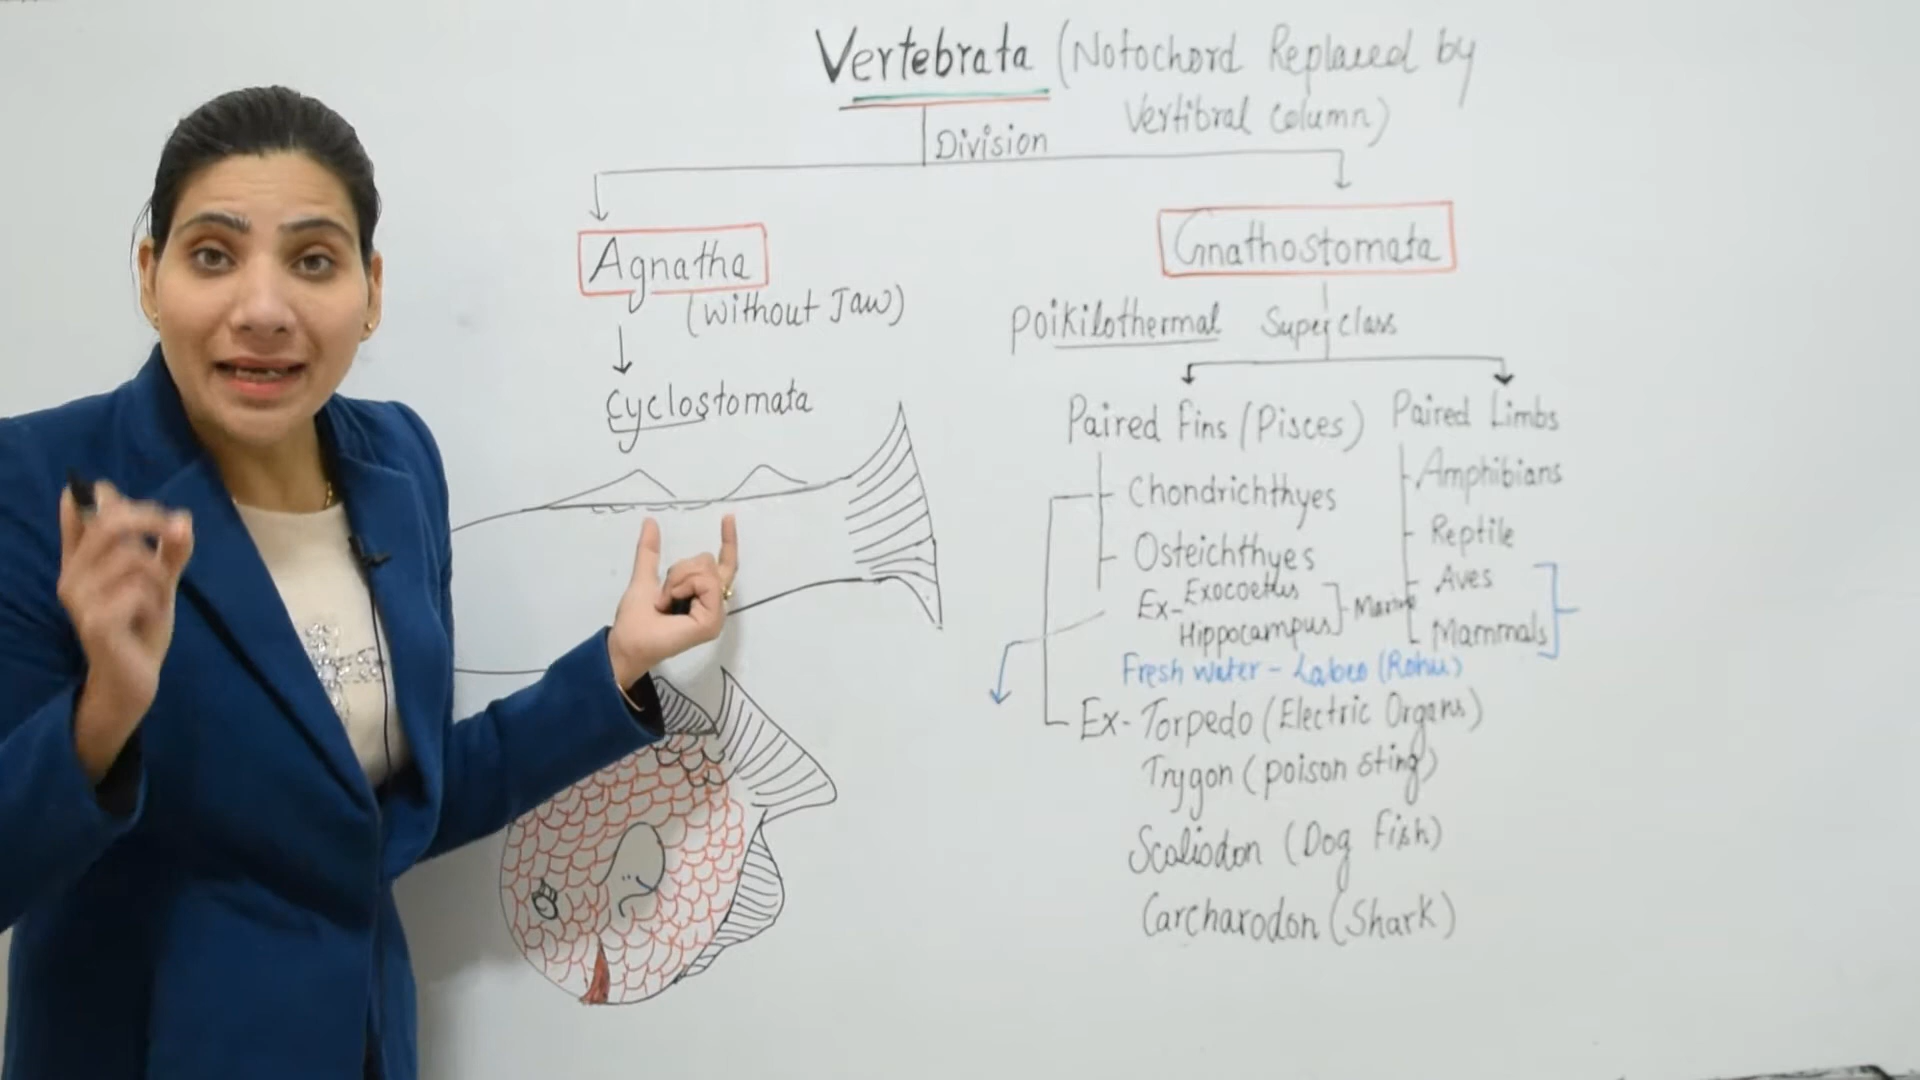 Vertebrata (Notochord Replaced by
Vertibral Column)
Division
Agnatha
(without Jaw)
Cyclostomata
Gnathostomata
Poikilothermal Superclass
Paired Fins (Pisces)
Chondrichthyes
Osteichthyes
Ex- Exocoetus
Hippocampus
Marine
Fresh water - Labeo (Rohu)
Ex- Torpedo (Electric Organs)
Trygon (poison sting)
Scoliodon (Dog Fish)
Carcharodon (Shark)
Paired Limbs
Amphibians
Reptile
Aves
Mammals